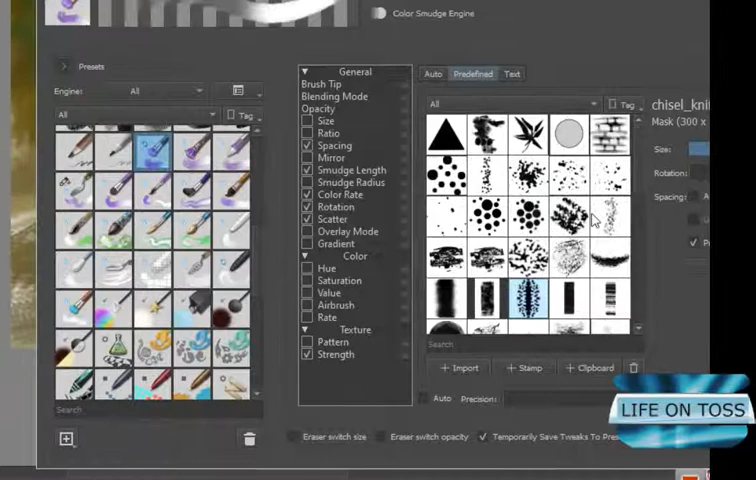 Color Smudge Engine
Presets
Engine: All
All Tag
Search
General
Brush Tip
Blending Mode
Opacity
Size
Ratio
Spacing
Mirror
Smudge Length
Smudge Radius
Color Rate
Rotation
Scatter
Overlay Mode
Gradient
Color
Hue
Saturation
Value
Airbrush
Rate
Texture
Pattern
Strength
Auto Predefined Text
All Tag
Search
Import Stamp Clipboard
Auto Precision:
Mask (300 x
Size:
Rotation:
Spacing: A
Eraser switch size Eraser switch opacity Temporarily Save Tweaks To
LIFE ON TOSS